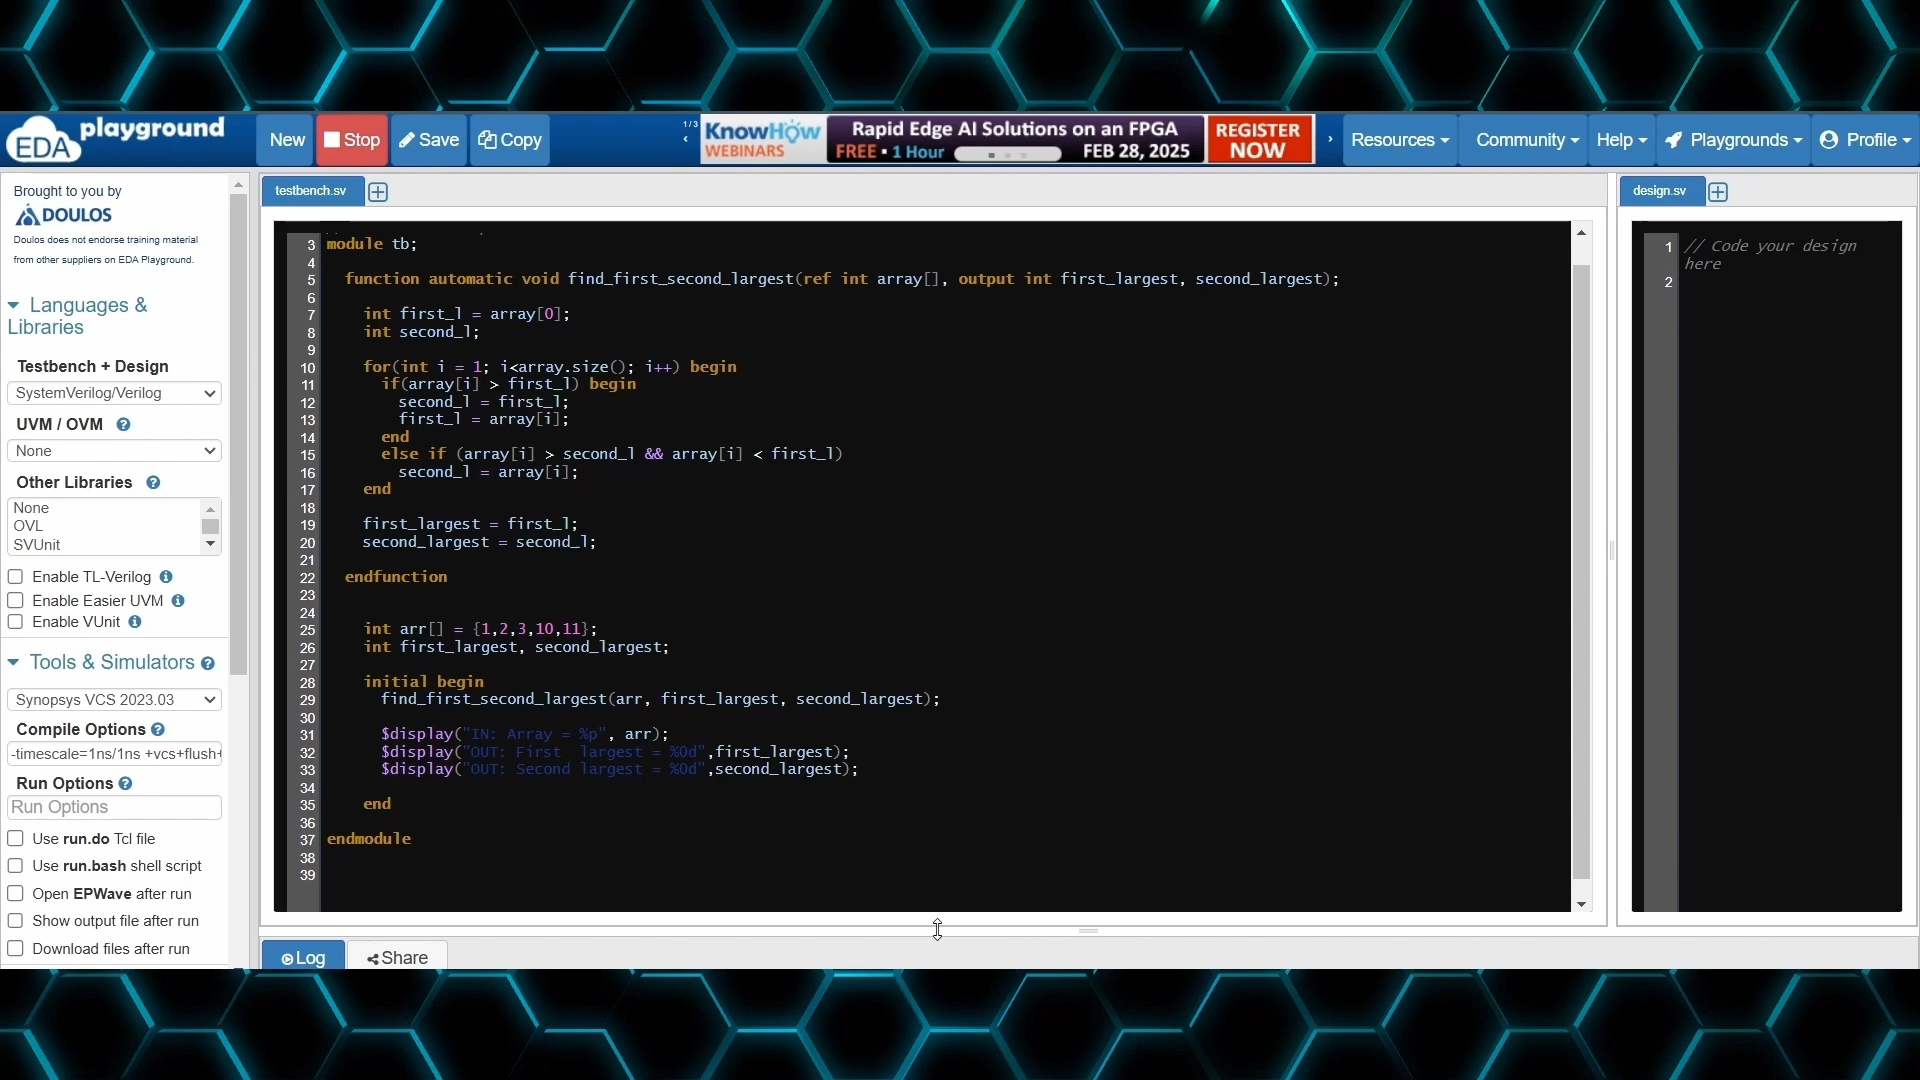 EDA playground
New
Stop
Save
Copy
1/3
KnowHow
WEBINARS
Rapid Edge AI Solutions on an FPGA
FREE • 1 Hour
FEB 28, 2025
REGISTER
NOW
Resources
Community
Help
Playgrounds
Profile
Brought to you by
DOULOS
Doulos does not endorse training material
from other suppliers on EDA Playground.
Languages &
Libraries
Testbench + Design
SystemVerilog/Verilog
UVM / OVM
None
Other Libraries
None
OVL
SVUnit
Enable TL-Verilog
Enable Easier UVM
Enable VUnit
Tools & Simulators
Synopsys VCS 2023.03
Compile Options
-timescale=1ns/1ns +vcs+flush+
Run Options
Run Options
Use run.do Tcl file
Use run.bash shell script
Open EPWave after run
Show output file after run
Download files after run
testbench.sv
3 module tb;
4
5 function automatic void find_first_second_largest(ref int array[], output int first_largest, second_largest);
6
7 int first_l = array[0];
8 int second_l;
9
10 for(int i = 1; i<array.size(); i++) begin
11 if(array[i] > first_l) begin
12 second_l = first_l;
13 first_l = array[i];
14 end
15 else if (array[i] > second_l && array[i] < first_l)
16 second_l = array[i];
17 end
18
19 first_largest = first_l;
20 second_largest = second_l;
21
22 endfunction
23
24
25 int arr[] = {1,2,3,10,11};
26 int first_largest, second_largest;
27
28 initial begin
29 find_first_second_largest(arr, first_largest, second_largest);
30
31 $display("IN: Array = %p", arr);
32 $display("OUT: First  largest = %0d",first_largest);
33 $display("OUT: Second largest = %0d",second_largest);
34
35 end
36
37 endmodule
38
39
design.sv
1 // Code your design
here
2
Log
Share